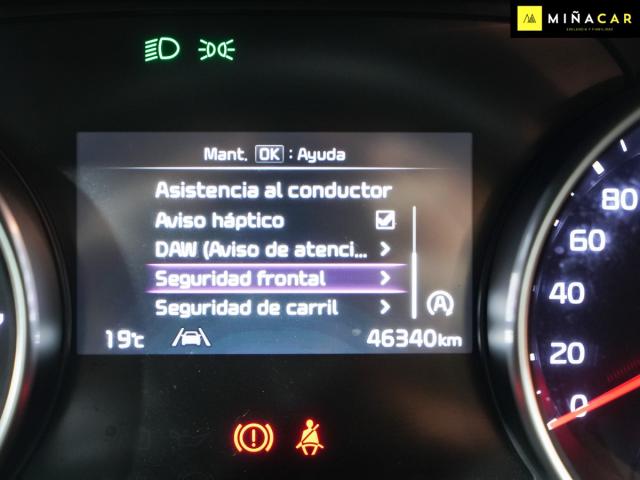 MIÑACAR
Mant. OK : Ayuda
Asistencia al conductor
Aviso háptico
DAW (Aviso de atenci...
Seguridad frontal
Seguridad de carril
A
19°C
46340km
80
60
40
20
0